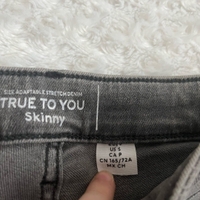 SIZE ADAPTABLE STRETCH DENIM
TRUE TO YOU
Skinny
US S
CA P
CN 165/72A
MX CH